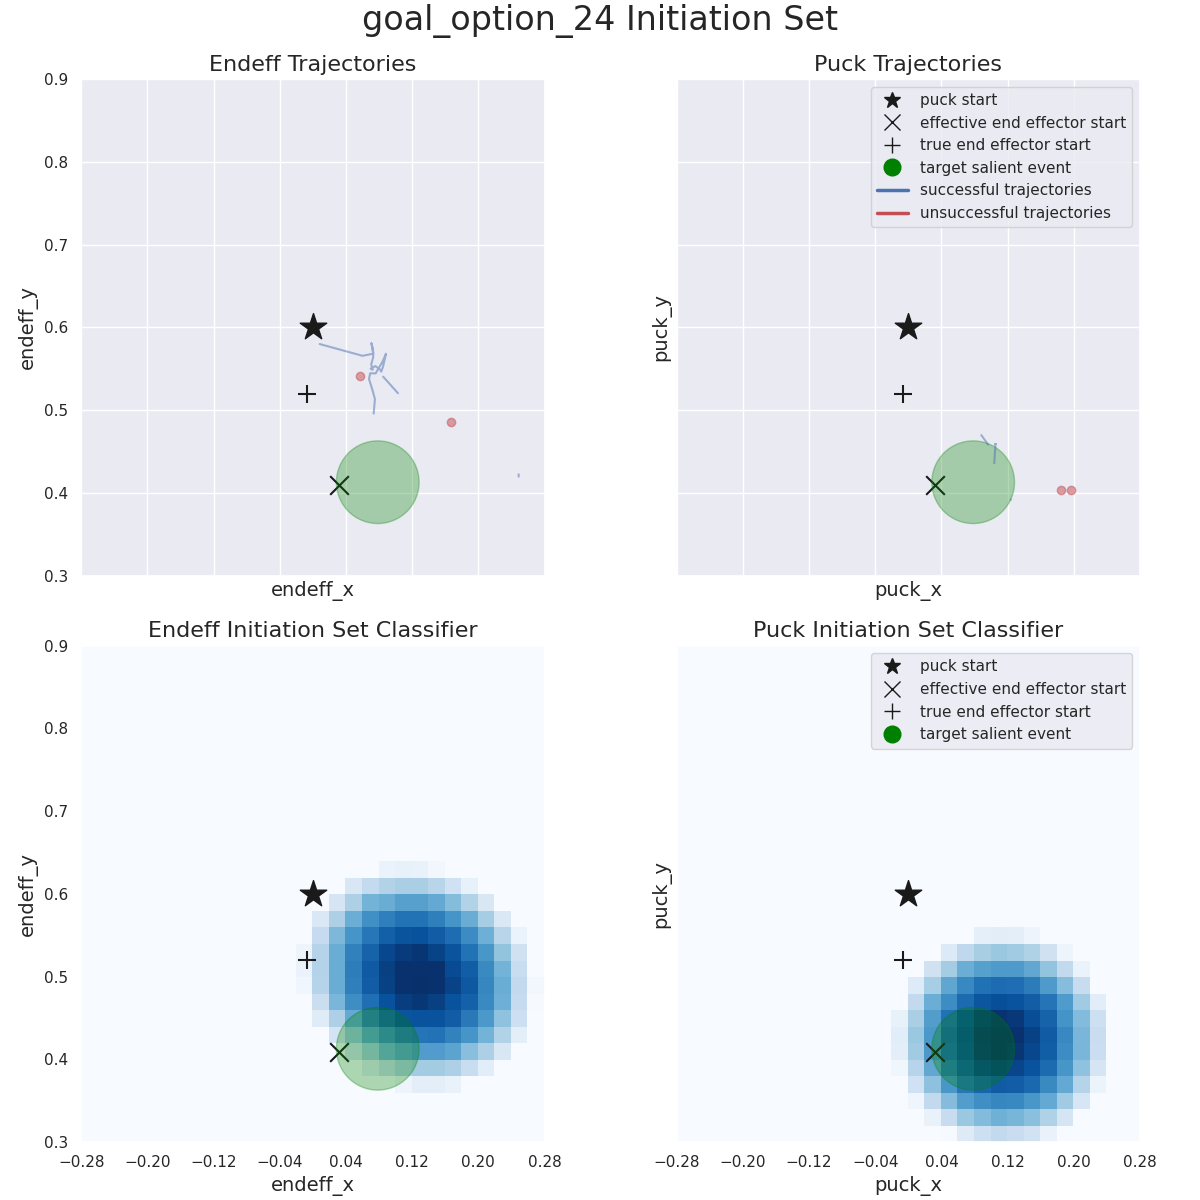 goal_option_24 Initiation Set
Endeff Trajectories
0.9
0.8
0.7
0.6
0.5
0.4
0.3
endeff_y
endeff_x
Puck Trajectories
puck start
effective end effector start
true end effector start
target salient event
successful trajectories
unsuccessful trajectories
puck_y
puck_x
Endeff Initiation Set Classifier
0.9
0.8
0.7
0.6
0.5
0.4
0.3
endeff_y
−0.28 −0.20 −0.12 −0.04 0.04 0.12 0.20 0.28
endeff_x
Puck Initiation Set Classifier
puck start
effective end effector start
true end effector start
target salient event
puck_y
−0.28 −0.20 −0.12 −0.04 0.04 0.12 0.20 0.28
puck_x